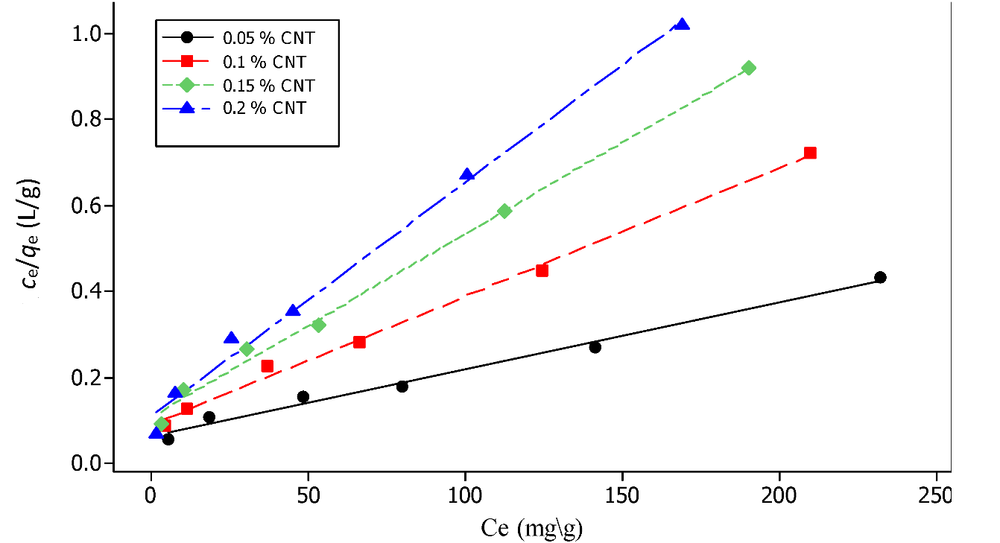 0.05 % CNT
0.1 % CNT
0.15 % CNT
0.2 % CNT
1.0
0.8
0.6
0.4
0.2
0.0
ce/qe (L/g)
0 50 100 150 200 250
Ce (mg\g)